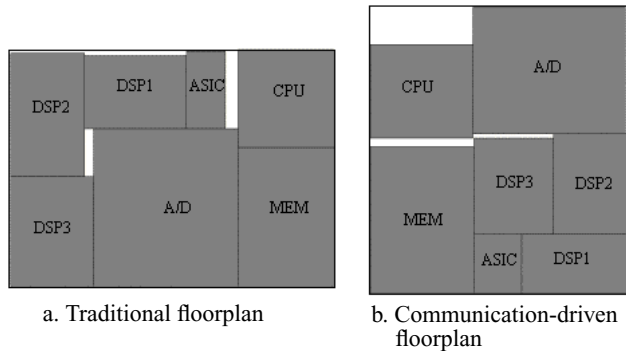 DSP2
DSP1
ASIC
CPU
DSP3
A/D
MEM
a. Traditional floorplan
CPU
A/D
MEM
DSP3
DSP2
ASIC
DSP1
b. Communication-driven
floorplan